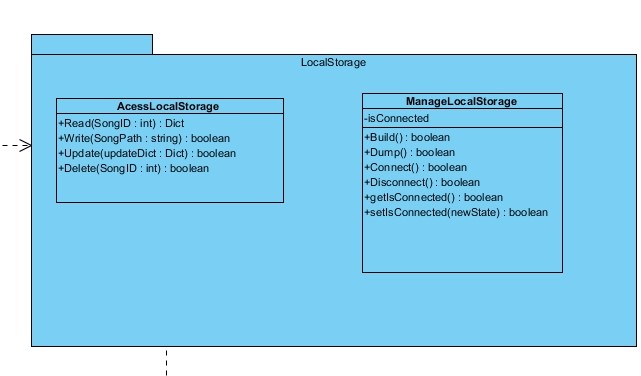 LocalStorage
AcessLocalStorage
+Read(SongID : int) : Dict
+Write(SongPath : string) : boolean
+Update(updateDict : Dict) : boolean
+Delete(SongID : int) : boolean
ManageLocalStorage
-isConnected
+Build() : boolean
+Dump() : boolean
+Connect() : boolean
+Disconnect() : boolean
+getIsConnected() : boolean
+setIsConnected(newState) : boolean